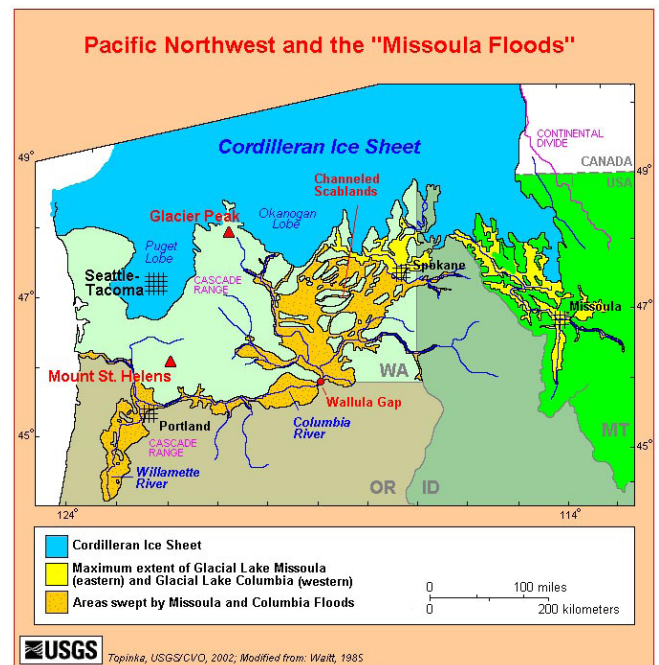 Pacific Northwest and the "Missoula Floods"
Cordilleran Ice Sheet
CONTINENTAL
DIVIDE
CANADA
USA
49°
49°
Channeled
Scablands
Glacier Peak
Okanogan
Lobe
Puget
Lobe
Spokane
Seattle-
Tacoma
CASCADE
RANGE
47°
47°
Missoula
WA
Mount St. Helens
Wallula Gap
Portland
Columbia
River
MT
45°
45°
CASCADE
RANGE
Willamette
River
OR
ID
124°
114°
Cordilleran Ice Sheet
Maximum extent of Glacial Lake Missoula
(eastern) and Glacial Lake Columbia (western)
Areas swept by Missoula and Columbia Floods
0 100 miles
0 200 kilometers
USGS
Topinka, USGS/CVO, 2002; Modified from: Waitt, 1985